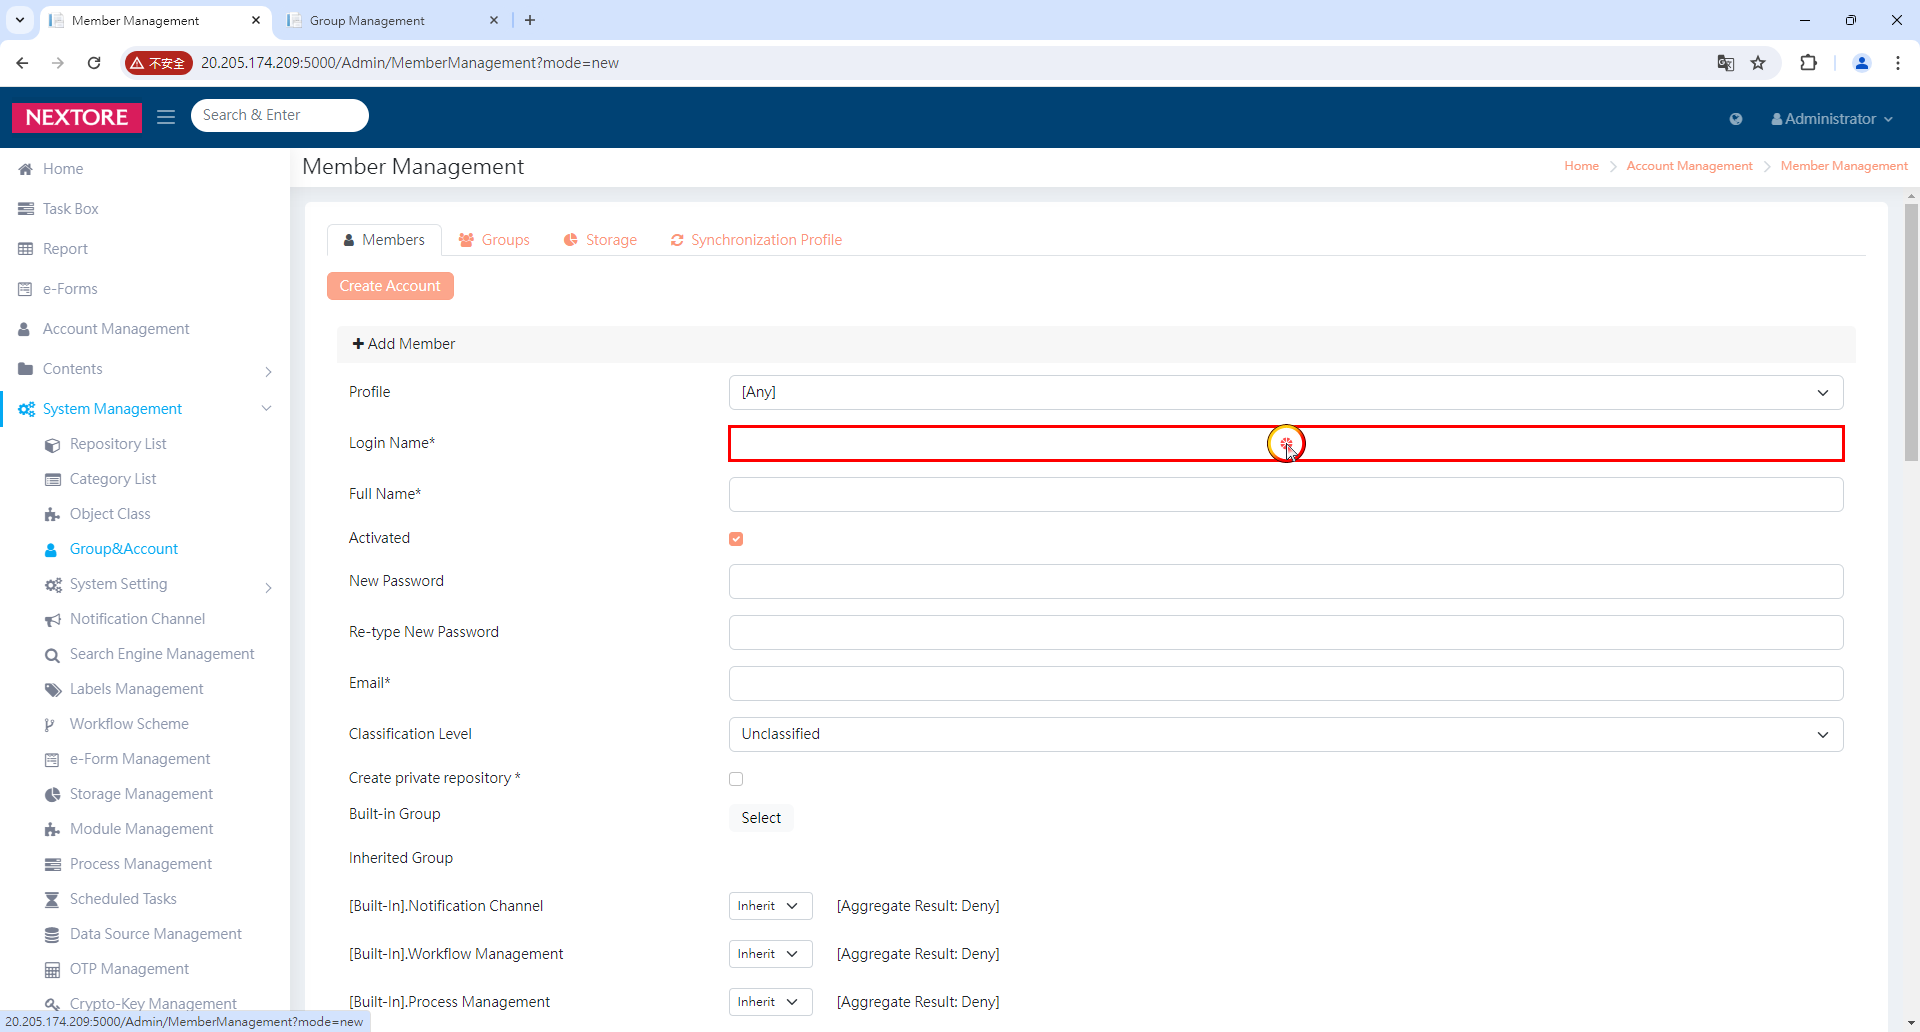 Member Management
Group Management
不安全
20.205.174.209:5000/Admin/MemberManagement?mode=new
NEXTORE
Search & Enter
Administrator
Home
Task Box
Report
e-Forms
Account Management
Contents
System Management
Repository List
Category List
Object Class
Group&Account
System Setting
Notification Channel
Search Engine Management
Labels Management
Workflow Scheme
e-Form Management
Storage Management
Module Management
Process Management
Scheduled Tasks
Data Source Management
OTP Management
Crypto-Key Management
20.205.174.209:5000/Admin/MemberManagement?mode=new
Member Management
Home > Account Management > Member Management
Members
Groups
Storage
Synchronization Profile
Create Account
Add Member
Profile
[Any]
Login Name*
Full Name*
Activated
New Password
Re-type New Password
Email*
Classification Level
Unclassified
Create private repository *
Built-in Group
Select
Inherited Group
[Built-In].Notification Channel
Inherit
[Aggregate Result: Deny]
[Built-In].Workflow Management
Inherit
[Aggregate Result: Deny]
[Built-In].Process Management
Inherit
[Aggregate Result: Deny]